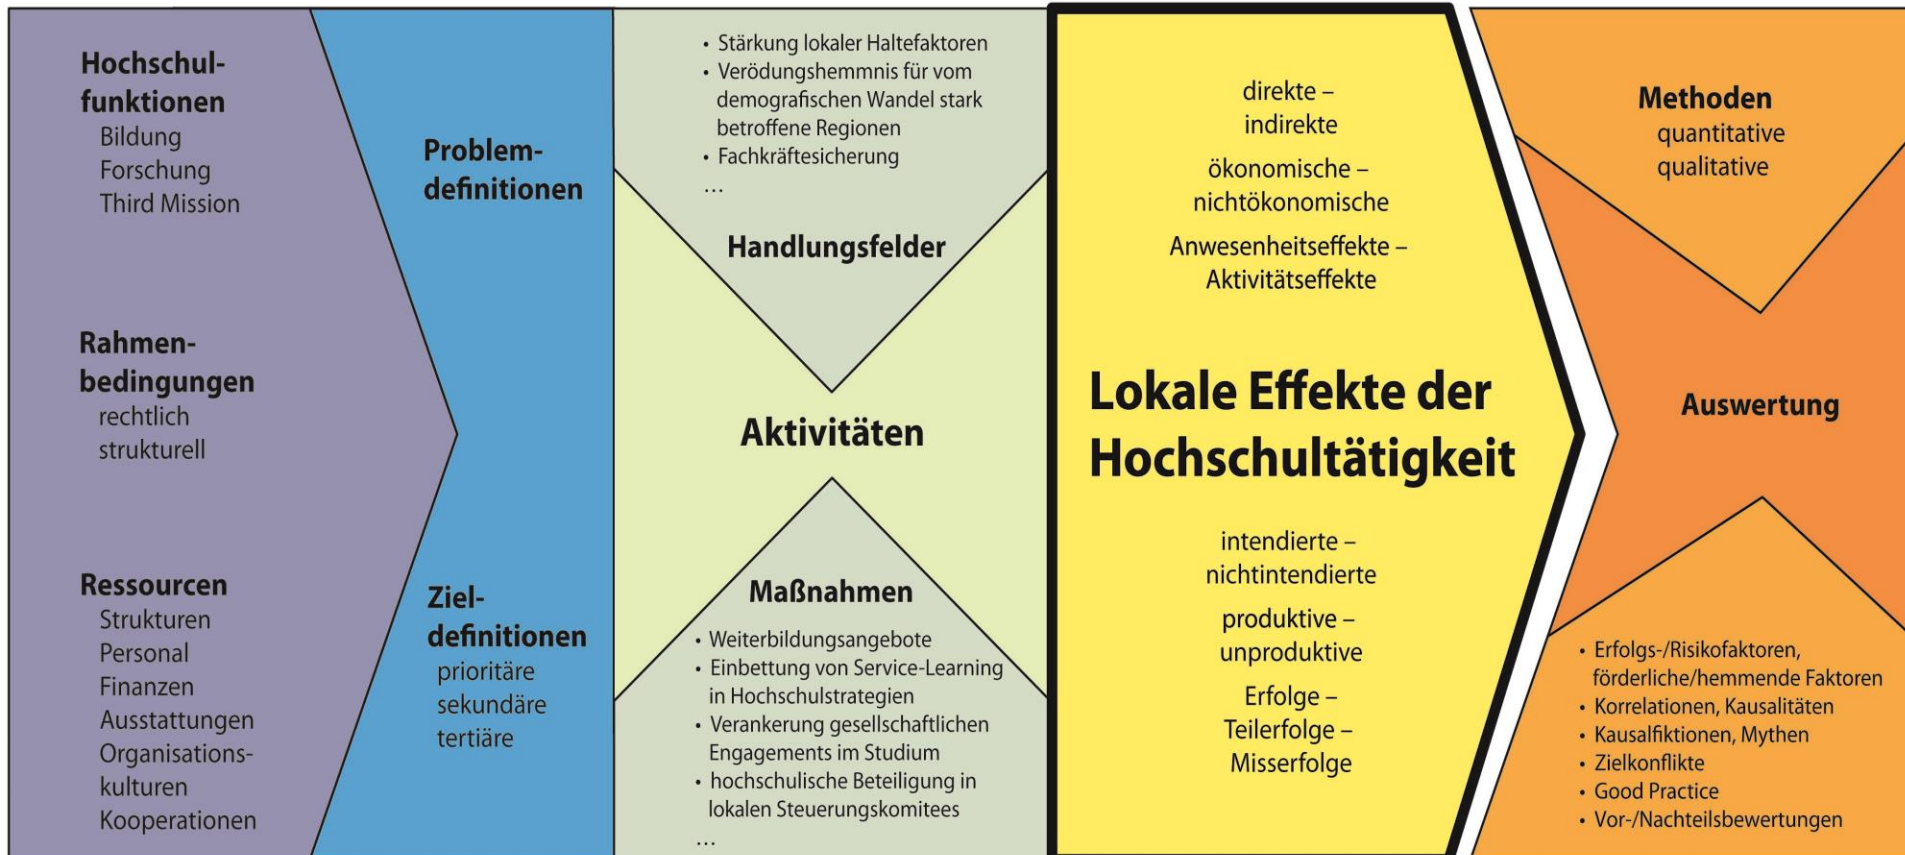 Hochschul-
funktionen
Bildung
Forschung
Third Mission
Rahmen-
bedingungen
rechtlich
strukturell
Ressourcen
Strukturen
Personal
Finanzen
Ausstattungen
Organisations-
kulturen
Kooperationen
Problem-
definitionen
Ziel-
definitionen
prioritäre
sekundäre
tertiäre
• Stärkung lokaler Haltefaktoren
• Verödungshemmnis für vom
demografischen Wandel stark
betroffene Regionen
• Fachkräftesicherung
…
Handlungsfelder
Aktivitäten
Maßnahmen
• Weiterbildungsangebote
• Einbettung von Service-Learning
in Hochschulstrategien
• Verankerung gesellschaftlichen
Engagements im Studium
• hochschulische Beteiligung in
lokalen Steuerungskomitees
…
direkte –
indirekte
ökonomische –
nichtökonomische
Anwesenheitseffekte –
Aktivitätseffekte
Lokale Effekte der
Hochschultätigkeit
intendierte –
nichtintendierte
produktive –
unproduktive
Erfolge –
Teilerfolge –
Misserfolge
Methoden
quantitative
qualitative
Auswertung
• Erfolgs-/Risikofaktoren,
förderliche/hemmende Faktoren
• Korrelationen, Kausalitäten
• Kausalfiktionen, Mythen
• Zielkonflikte
• Good Practice
• Vor-/Nachteilsbewertungen